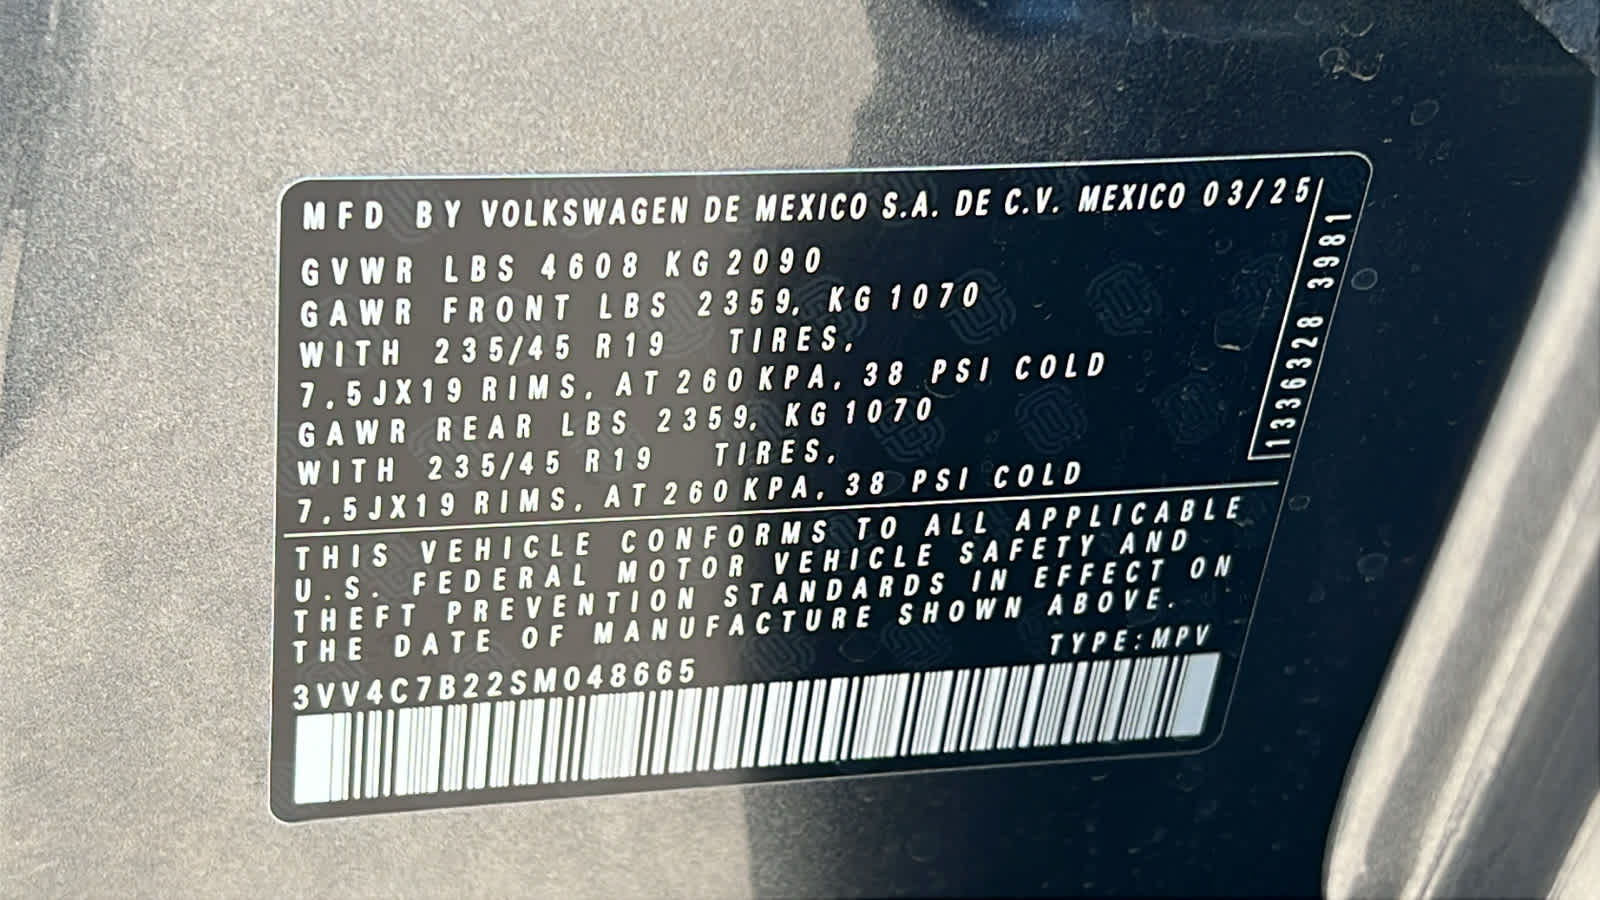 MFD BY VOLKSWAGEN DE MEXICO S.A. DE C.V. MEXICO 03/25
GVWR LBS 4608 KG 2090
GAWR FRONT LBS 2359, KG 1070
WITH 235/45 R19 TIRES,
7,5JX19 RIMS, AT 260 KPA, 38 PSI COLD
GAWR REAR LBS 2359, KG 1070
WITH 235/45 R19 TIRES,
7,5JX19 RIMS, AT 260 KPA, 38 PSI COLD
1336328 3981
THIS VEHICLE CONFORMS TO ALL APPLICABLE
U.S. FEDERAL MOTOR VEHICLE SAFETY AND
THEFT PREVENTION STANDARDS IN EFFECT ON
THE DATE OF MANUFACTURE SHOWN ABOVE.
TYPE: MPV
3VV4C7B22SM048665